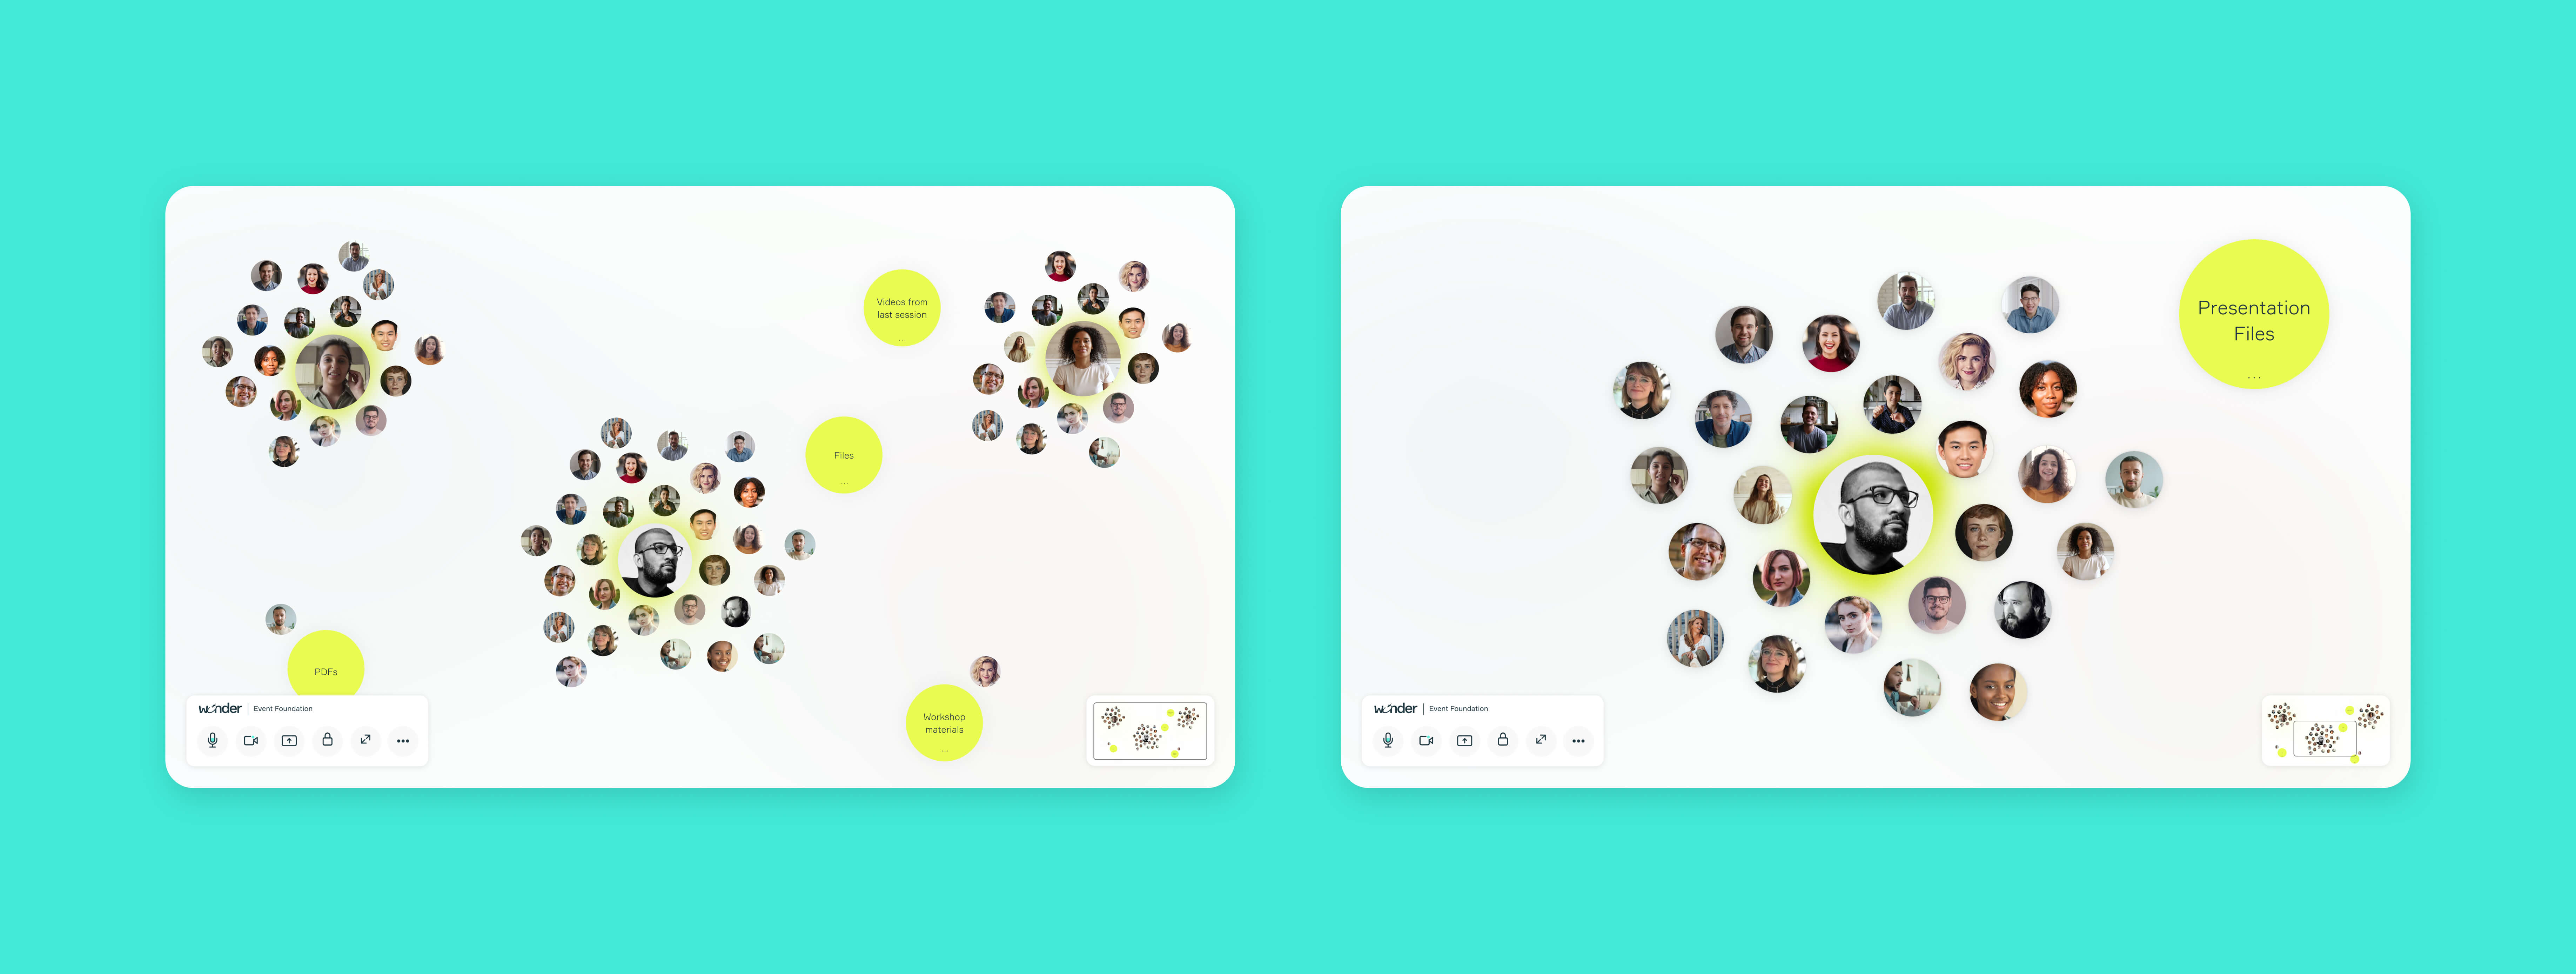 Videos from
last session
...
Files
...
PDFs
wonder
Event Foundation
Workshop
materials
...
Presentation
Files
...
wonder
Event Foundation